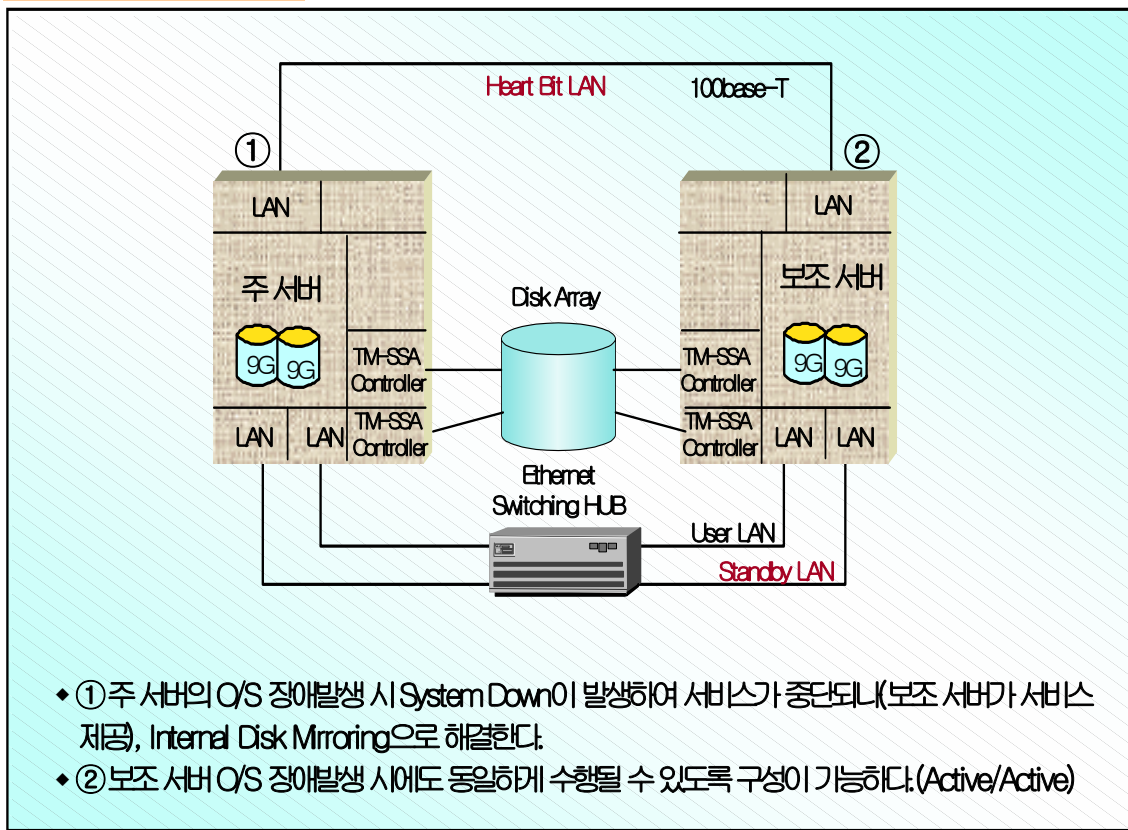 Heart Bit LAN 100base-T
① ②
LAN LAN
주 서버 보조 서버
Disk Array
9G 9G 9G 9G
TM-SSA Controller TM-SSA Controller
TM-SSA Controller TM-SSA Controller
LAN LAN LAN LAN
Ethernet
Switching HUB
User LAN
Standby LAN
◆ ① 주 서버의 O/S 장애발생 시 System Down이 발생하여 서비스가 중단되나(보조 서버가 서비스
제공), Internal Disk Mirroring으로 해결한다.
◆ ② 보조 서버 O/S 장애발생 시에도 동일하게 수행될 수 있도록 구성이 가능하다.(Active/Active)